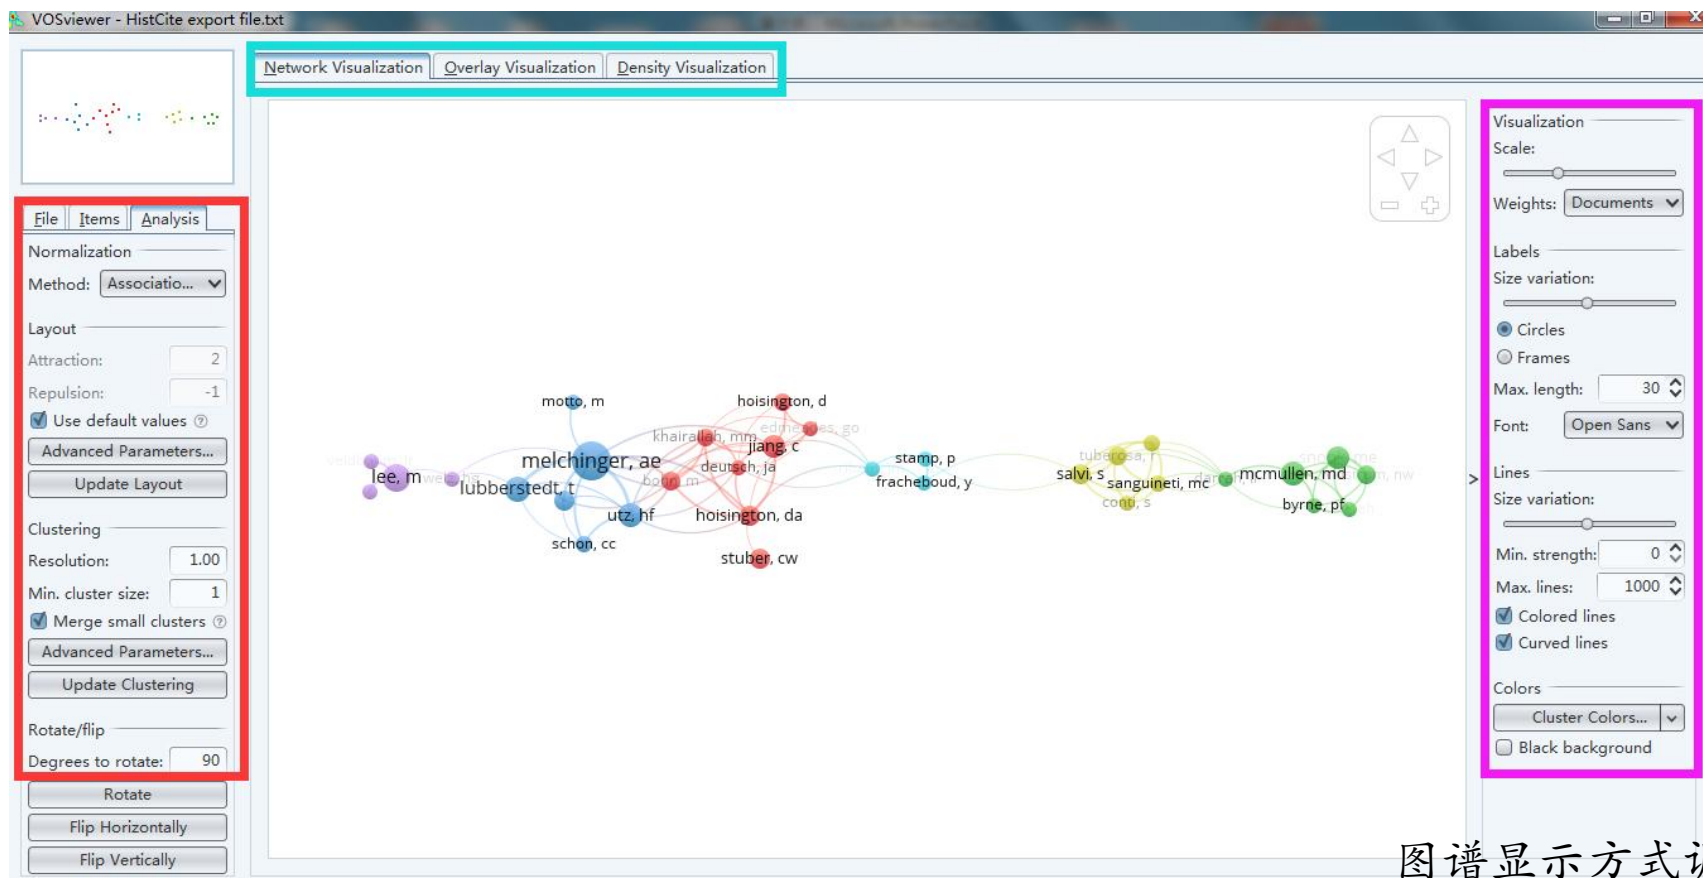 VOSviewer - HistCite export file.txt
Network Visualization Overlay Visualization Density Visualization
File Items Analysis
Normalization
Method: Associatio...
Layout
Attraction: 2
Repulsion: -1
Use default values
Advanced Parameters...
Update Layout
Clustering
Resolution: 1.00
Min. cluster size: 1
Merge small clusters
Advanced Parameters...
Update Clustering
Rotate/flip
Degrees to rotate: 90
Rotate
Flip Horizontally
Flip Vertically
motto, m
hoisington, d
edmeades, go
khairallah, mm
jiang, c
melchinger, ae
deutsch, ja
bohn, m
lee, m
lubberstedt, t
utz, hf
hoisington, da
schon, cc
stuber, cw
stamp, p
fracheboud, y
tuberosa, r
salvi, s
sanguineti, mc
conti, s
mcmullen, md
byrne, pf
>
Visualization
Scale:
Weights: Documents
Labels
Size variation:
Circles
Frames
Max. length: 30
Font: Open Sans
Lines
Size variation:
Min. strength: 0
Max. lines: 1000
Colored lines
Curved lines
Colors
Cluster Colors...
Black background
图谱显示方式